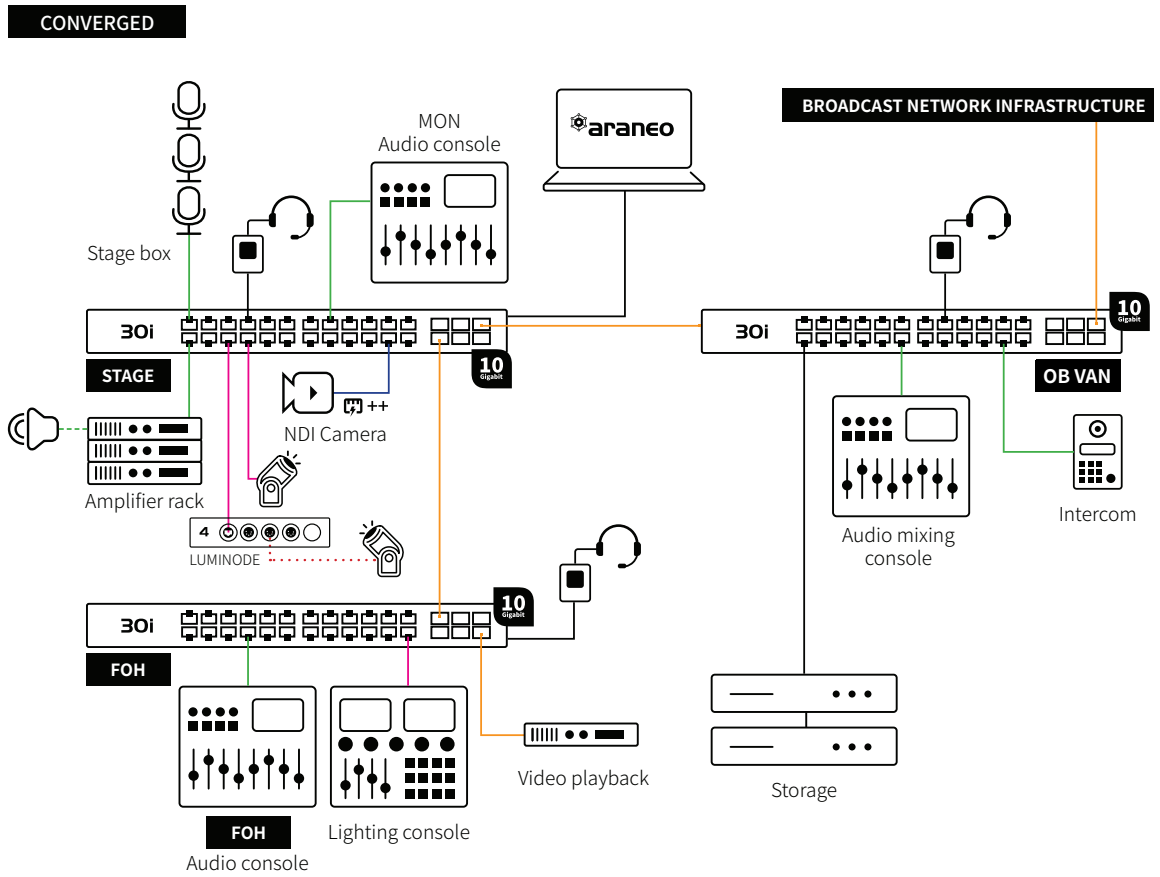 CONVERGED
BROADCAST NETWORK INFRASTRUCTURE
MON
Audio console
araneo
Stage box
30i
STAGE
10
Gigabit
30i
10
Gigabit
OB VAN
++
NDI Camera
Amplifier rack
4
LUMINODE
Audio mixing
console
Intercom
30i
10
Gigabit
FOH
Video playback
Storage
FOH
Audio console
Lighting console